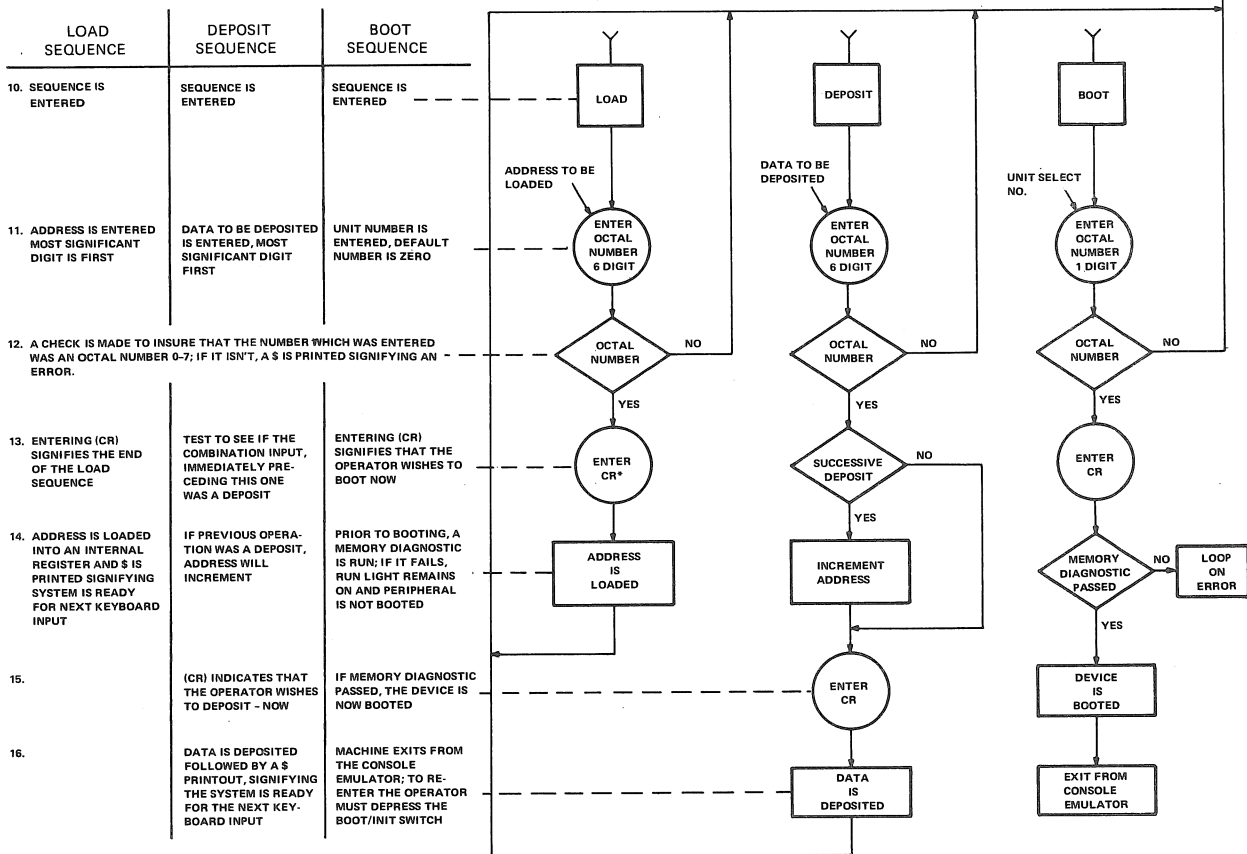 LOAD
SEQUENCE
DEPOSIT
SEQUENCE
BOOT
SEQUENCE
10. SEQUENCE IS
ENTERED
SEQUENCE IS
ENTERED
SEQUENCE IS
ENTERED
LOAD
DEPOSIT
BOOT
ADDRESS TO BE
LOADED
DATA TO BE
DEPOSITED
UNIT SELECT
NO.
11. ADDRESS IS ENTERED
MOST SIGNIFICANT
DIGIT IS FIRST
DATA TO BE DEPOSITED
IS ENTERED, MOST
SIGNIFICANT DIGIT
FIRST
UNIT NUMBER IS
ENTERED, DEFAULT
NUMBER IS ZERO
ENTER
OCTAL
NUMBER
6 DIGIT
ENTER
OCTAL
NUMBER
6 DIGIT
ENTER
OCTAL
NUMBER
1 DIGIT
12. A CHECK IS MADE TO INSURE THAT THE NUMBER WHICH WAS ENTERED
WAS AN OCTAL NUMBER 0-7; IF IT ISN'T, A $ IS PRINTED SIGNIFYING AN
ERROR.
OCTAL
NUMBER
NO
YES
OCTAL
NUMBER
NO
YES
OCTAL
NUMBER
NO
YES
13. ENTERING (CR)
SIGNIFIES THE END
OF THE LOAD
SEQUENCE
TEST TO SEE IF THE
COMBINATION INPUT,
IMMEDIATELY PRE-
CEDING THIS ONE
WAS A DEPOSIT
ENTERING (CR)
SIGNIFIES THAT THE
OPERATOR WISHES TO
BOOT NOW
ENTER
CR*
SUCCESSIVE
DEPOSIT
NO
YES
ENTER
CR
14. ADDRESS IS LOADED
INTO AN INTERNAL
REGISTER AND $ IS
PRINTED SIGNIFYING
SYSTEM IS READY
FOR NEXT KEYBOARD
INPUT
IF PREVIOUS OPERA-
TION WAS A DEPOSIT,
ADDRESS WILL
INCREMENT
PRIOR TO BOOTING, A
MEMORY DIAGNOSTIC
IS RUN; IF IT FAILS,
RUN LIGHT REMAINS
ON AND PERIPHERAL
IS NOT BOOTED
ADDRESS
IS
LOADED
INCREMENT
ADDRESS
MEMORY
DIAGNOSTIC
PASSED
NO
YES
LOOP
ON
ERROR
15.
(CR) INDICATES THAT
THE OPERATOR WISHES
TO DEPOSIT - NOW
IF MEMORY DIAGNOSTIC
PASSED, THE DEVICE IS
NOW BOOTED
ENTER
CR
DEVICE
IS
BOOTED
16.
DATA IS DEPOSITED
FOLLOWED BY A $
PRINTOUT, SIGNIFYING
THE SYSTEM IS READY
FOR THE NEXT KEY-
BOARD INPUT
MACHINE EXITS FROM
THE CONSOLE
EMULATOR; TO RE-
ENTER THE OPERATOR
MUST DEPRESS THE
BOOT/INIT SWITCH
DATA
IS
DEPOSITED
EXIT FROM
CONSOLE
EMULATOR